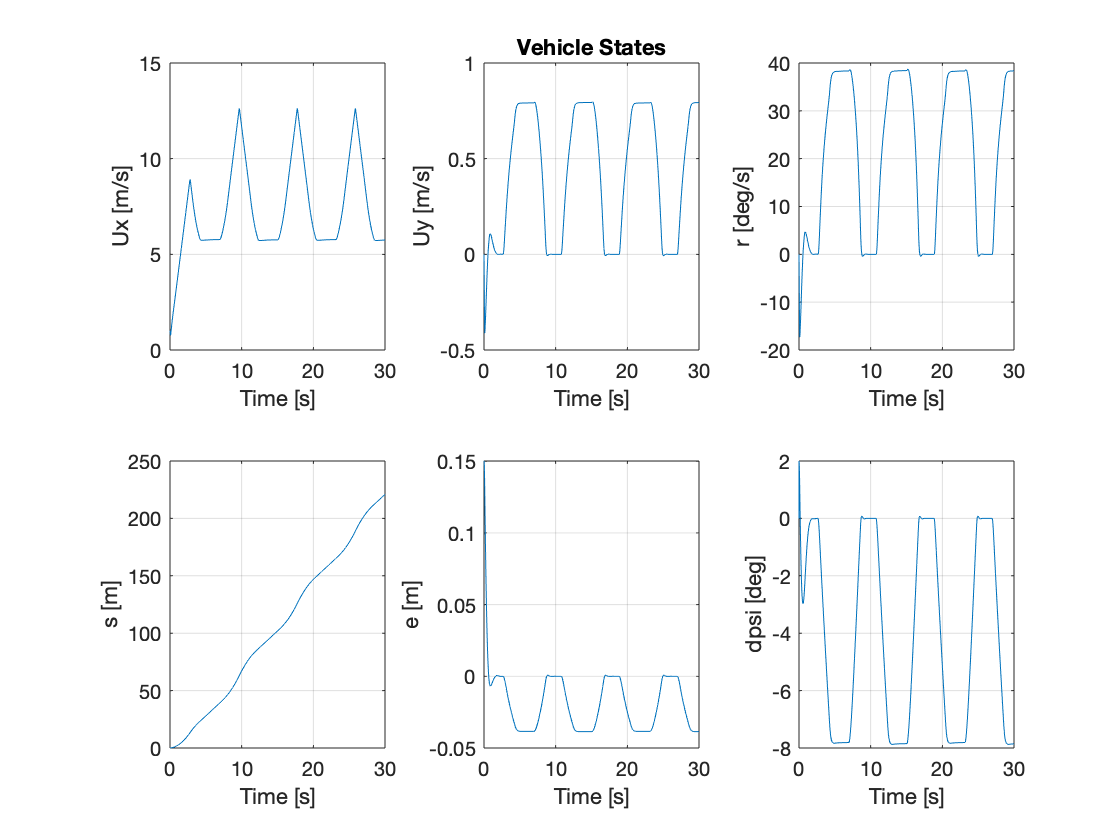 Vehicle States
15
10
5
0
Ux [m/s]
0 10 20 30
Time [s]
1
0.5
0
-0.5
Uy [m/s]
0 10 20 30
Time [s]
40
30
20
10
0
-10
-20
r [deg/s]
0 10 20 30
Time [s]
250
200
150
100
50
0
s [m]
0 10 20 30
Time [s]
0.15
0.1
0.05
0
-0.05
e [m]
0 10 20 30
Time [s]
2
0
-2
-4
-6
-8
dpsi [deg]
0 10 20 30
Time [s]